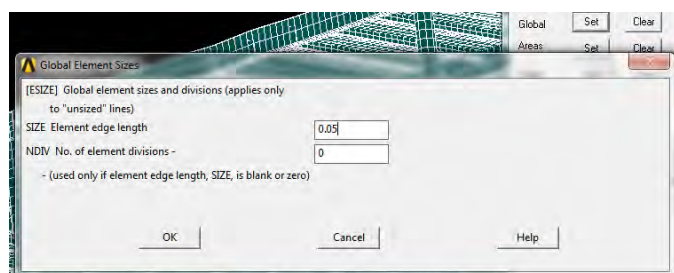 Global Set Clear
Areas Set Clear
Global Element Sizes
[ESIZE] Global element sizes and divisions (applies only
to "unsized" lines)
SIZE Element edge length 0.05
NDIV No. of element divisions - 0
- (used only if element edge length, SIZE, is blank or zero)
OK Cancel Help